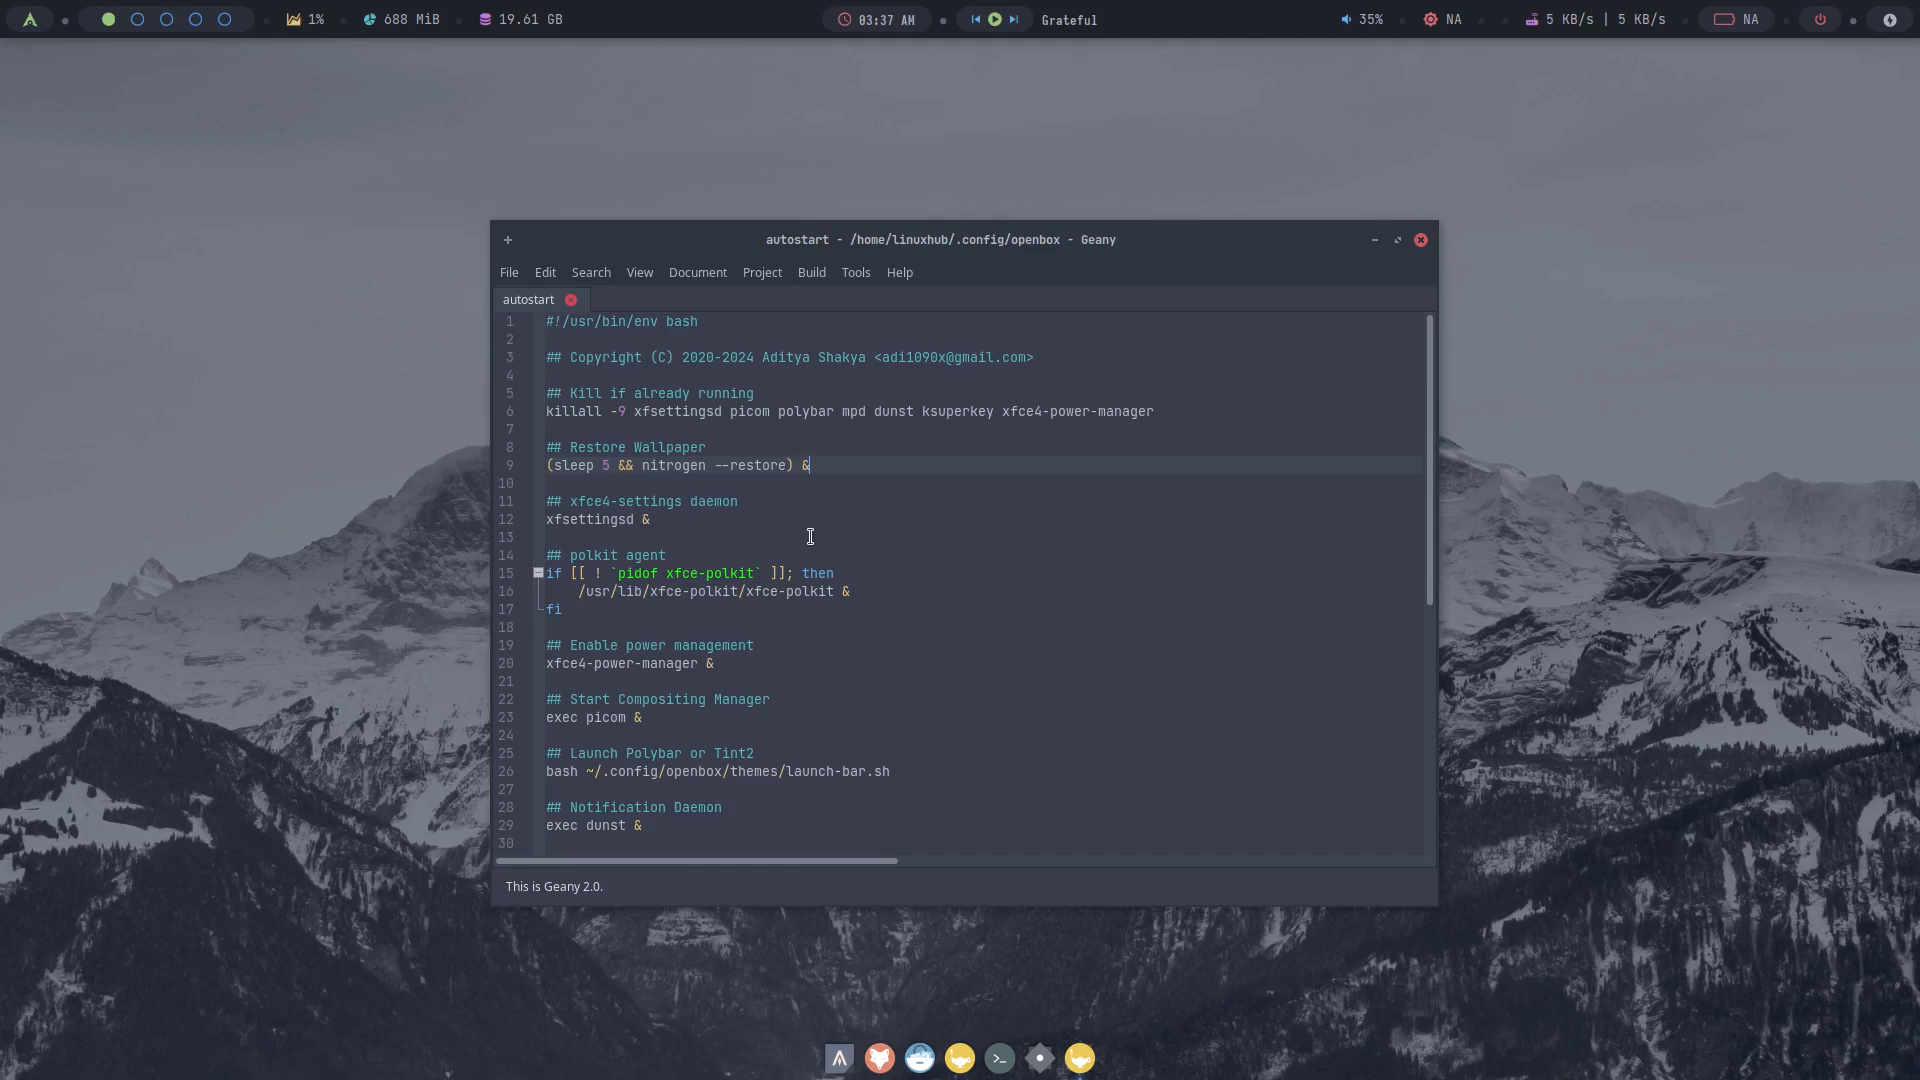 1%
688 MiB
19.61 GB
03:37 AM
Grateful
35%
NA
5 KB/s | 5 KB/s
NA
autostart - /home/linuxhub/.config/openbox - Geany
File Edit Search View Document Project Build Tools Help
autostart
1 #!/usr/bin/env bash
2
3 ## Copyright (C) 2020-2024 Aditya Shakya <adi1090x@gmail.com>
4
5 ## Kill if already running
6 killall -9 xfsettingsd picom polybar mpd dunst ksuperkey xfce4-power-manager
7
8 ## Restore Wallpaper
9 (sleep 5 && nitrogen --restore) &
10
11 ## xfce4-settings daemon
12 xfsettingsd &
13
14 ## polkit agent
15 if [[ ! `pidof xfce-polkit` ]]; then
16 /usr/lib/xfce-polkit/xfce-polkit &
17 fi
18
19 ## Enable power management
20 xfce4-power-manager &
21
22 ## Start Compositing Manager
23 exec picom &
24
25 ## Launch Polybar or Tint2
26 bash ~/.config/openbox/themes/launch-bar.sh
27
28 ## Notification Daemon
29 exec dunst &
30
This is Geany 2.0.